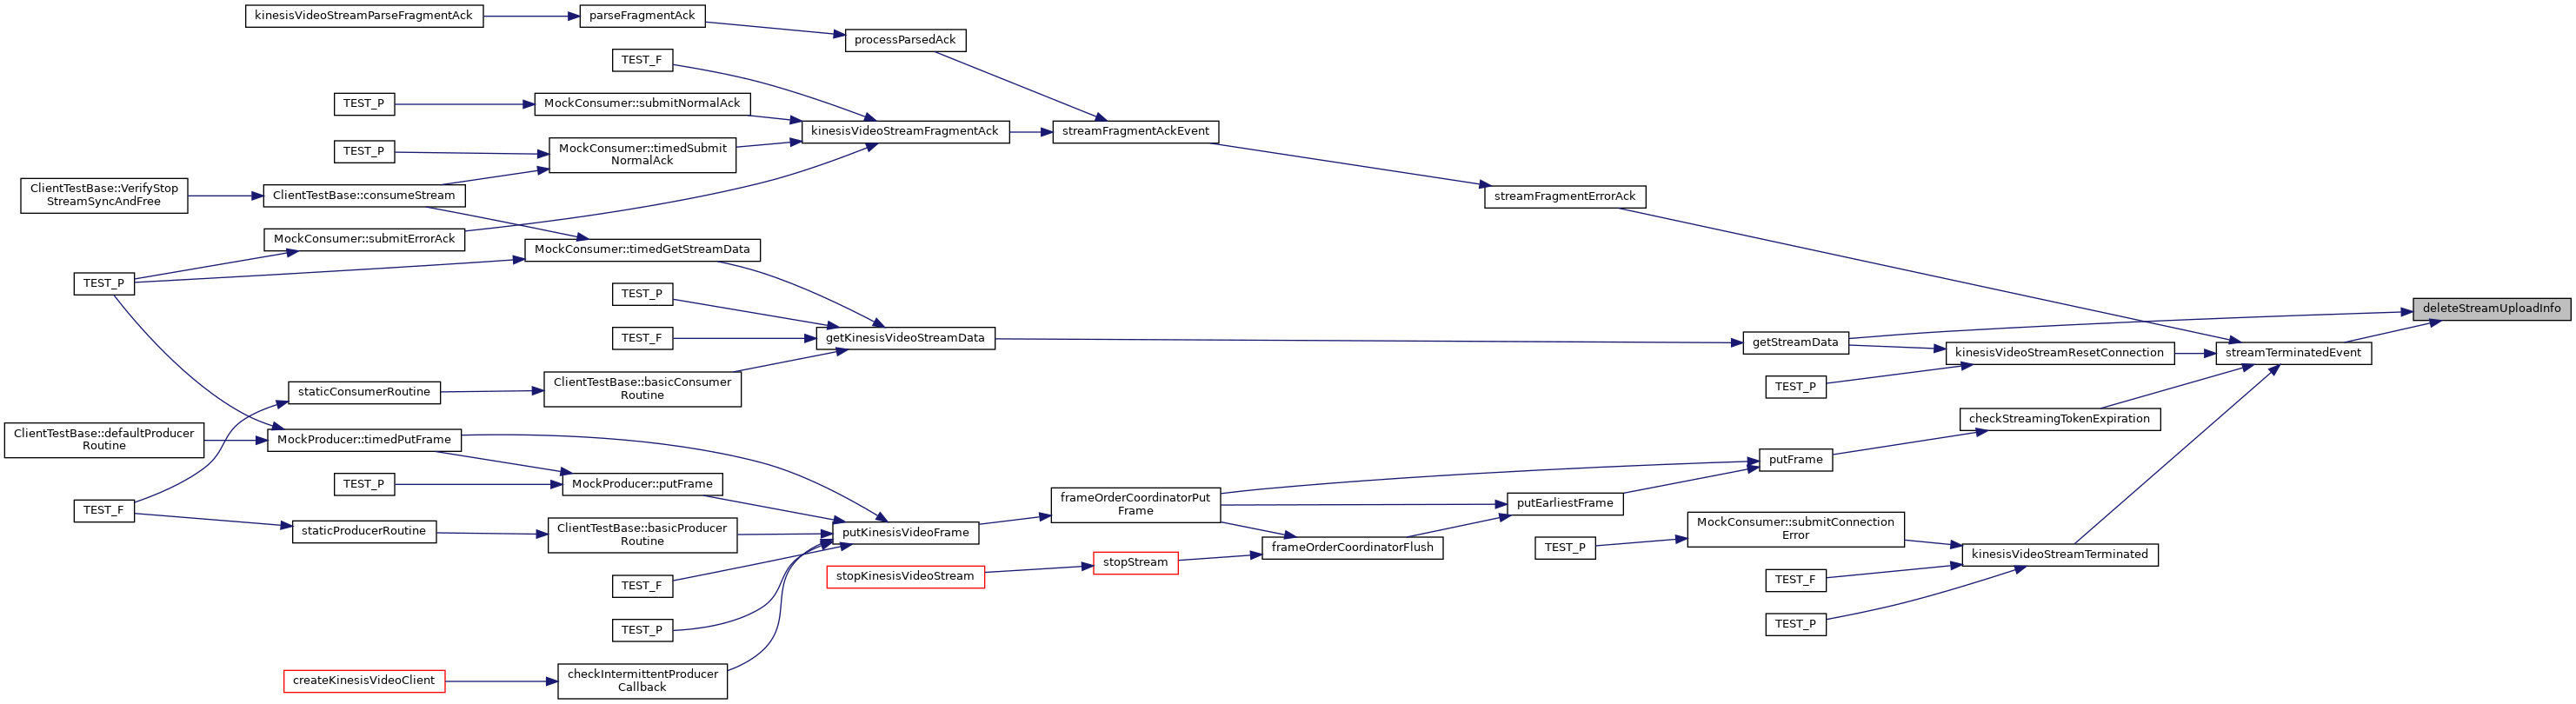 kinesisVideoStreamParseFragmentAck
parseFragmentAck
processParsedAck
TEST_F
TEST_P
MockConsumer::submitNormalAck
kinesisVideoStreamFragmentAck
streamFragmentAckEvent
TEST_P
MockConsumer::timedSubmit
NormalAck
ClientTestBase::VerifyStop
StreamSyncAndFree
ClientTestBase::consumeStream
streamFragmentErrorAck
MockConsumer::submitErrorAck
MockConsumer::timedGetStreamData
TEST_P
TEST_P
deleteStreamUploadInfo
TEST_F
getKinesisVideoStreamData
getStreamData
kinesisVideoStreamResetConnection
streamTerminatedEvent
TEST_P
staticConsumerRoutine
ClientTestBase::basicConsumer
Routine
checkStreamingTokenExpiration
ClientTestBase::defaultProducer
Routine
MockProducer::timedPutFrame
putFrame
TEST_P
MockProducer::putFrame
frameOrderCoordinatorPut
Frame
putEarliestFrame
TEST_F
staticProducerRoutine
ClientTestBase::basicProducer
Routine
putKinesisVideoFrame
MockConsumer::submitConnection
Error
frameOrderCoordinatorFlush
TEST_P
kinesisVideoStreamTerminated
stopStream
stopKinesisVideoStream
TEST_F
TEST_F
TEST_P
TEST_P
createKinesisVideoClient
checkIntermittentProducer
Callback